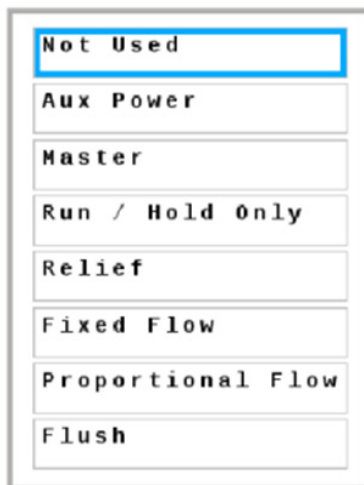 Not Used
Aux Power
Master
Run / Hold Only
Relief
Fixed Flow
Proportional Flow
Flush